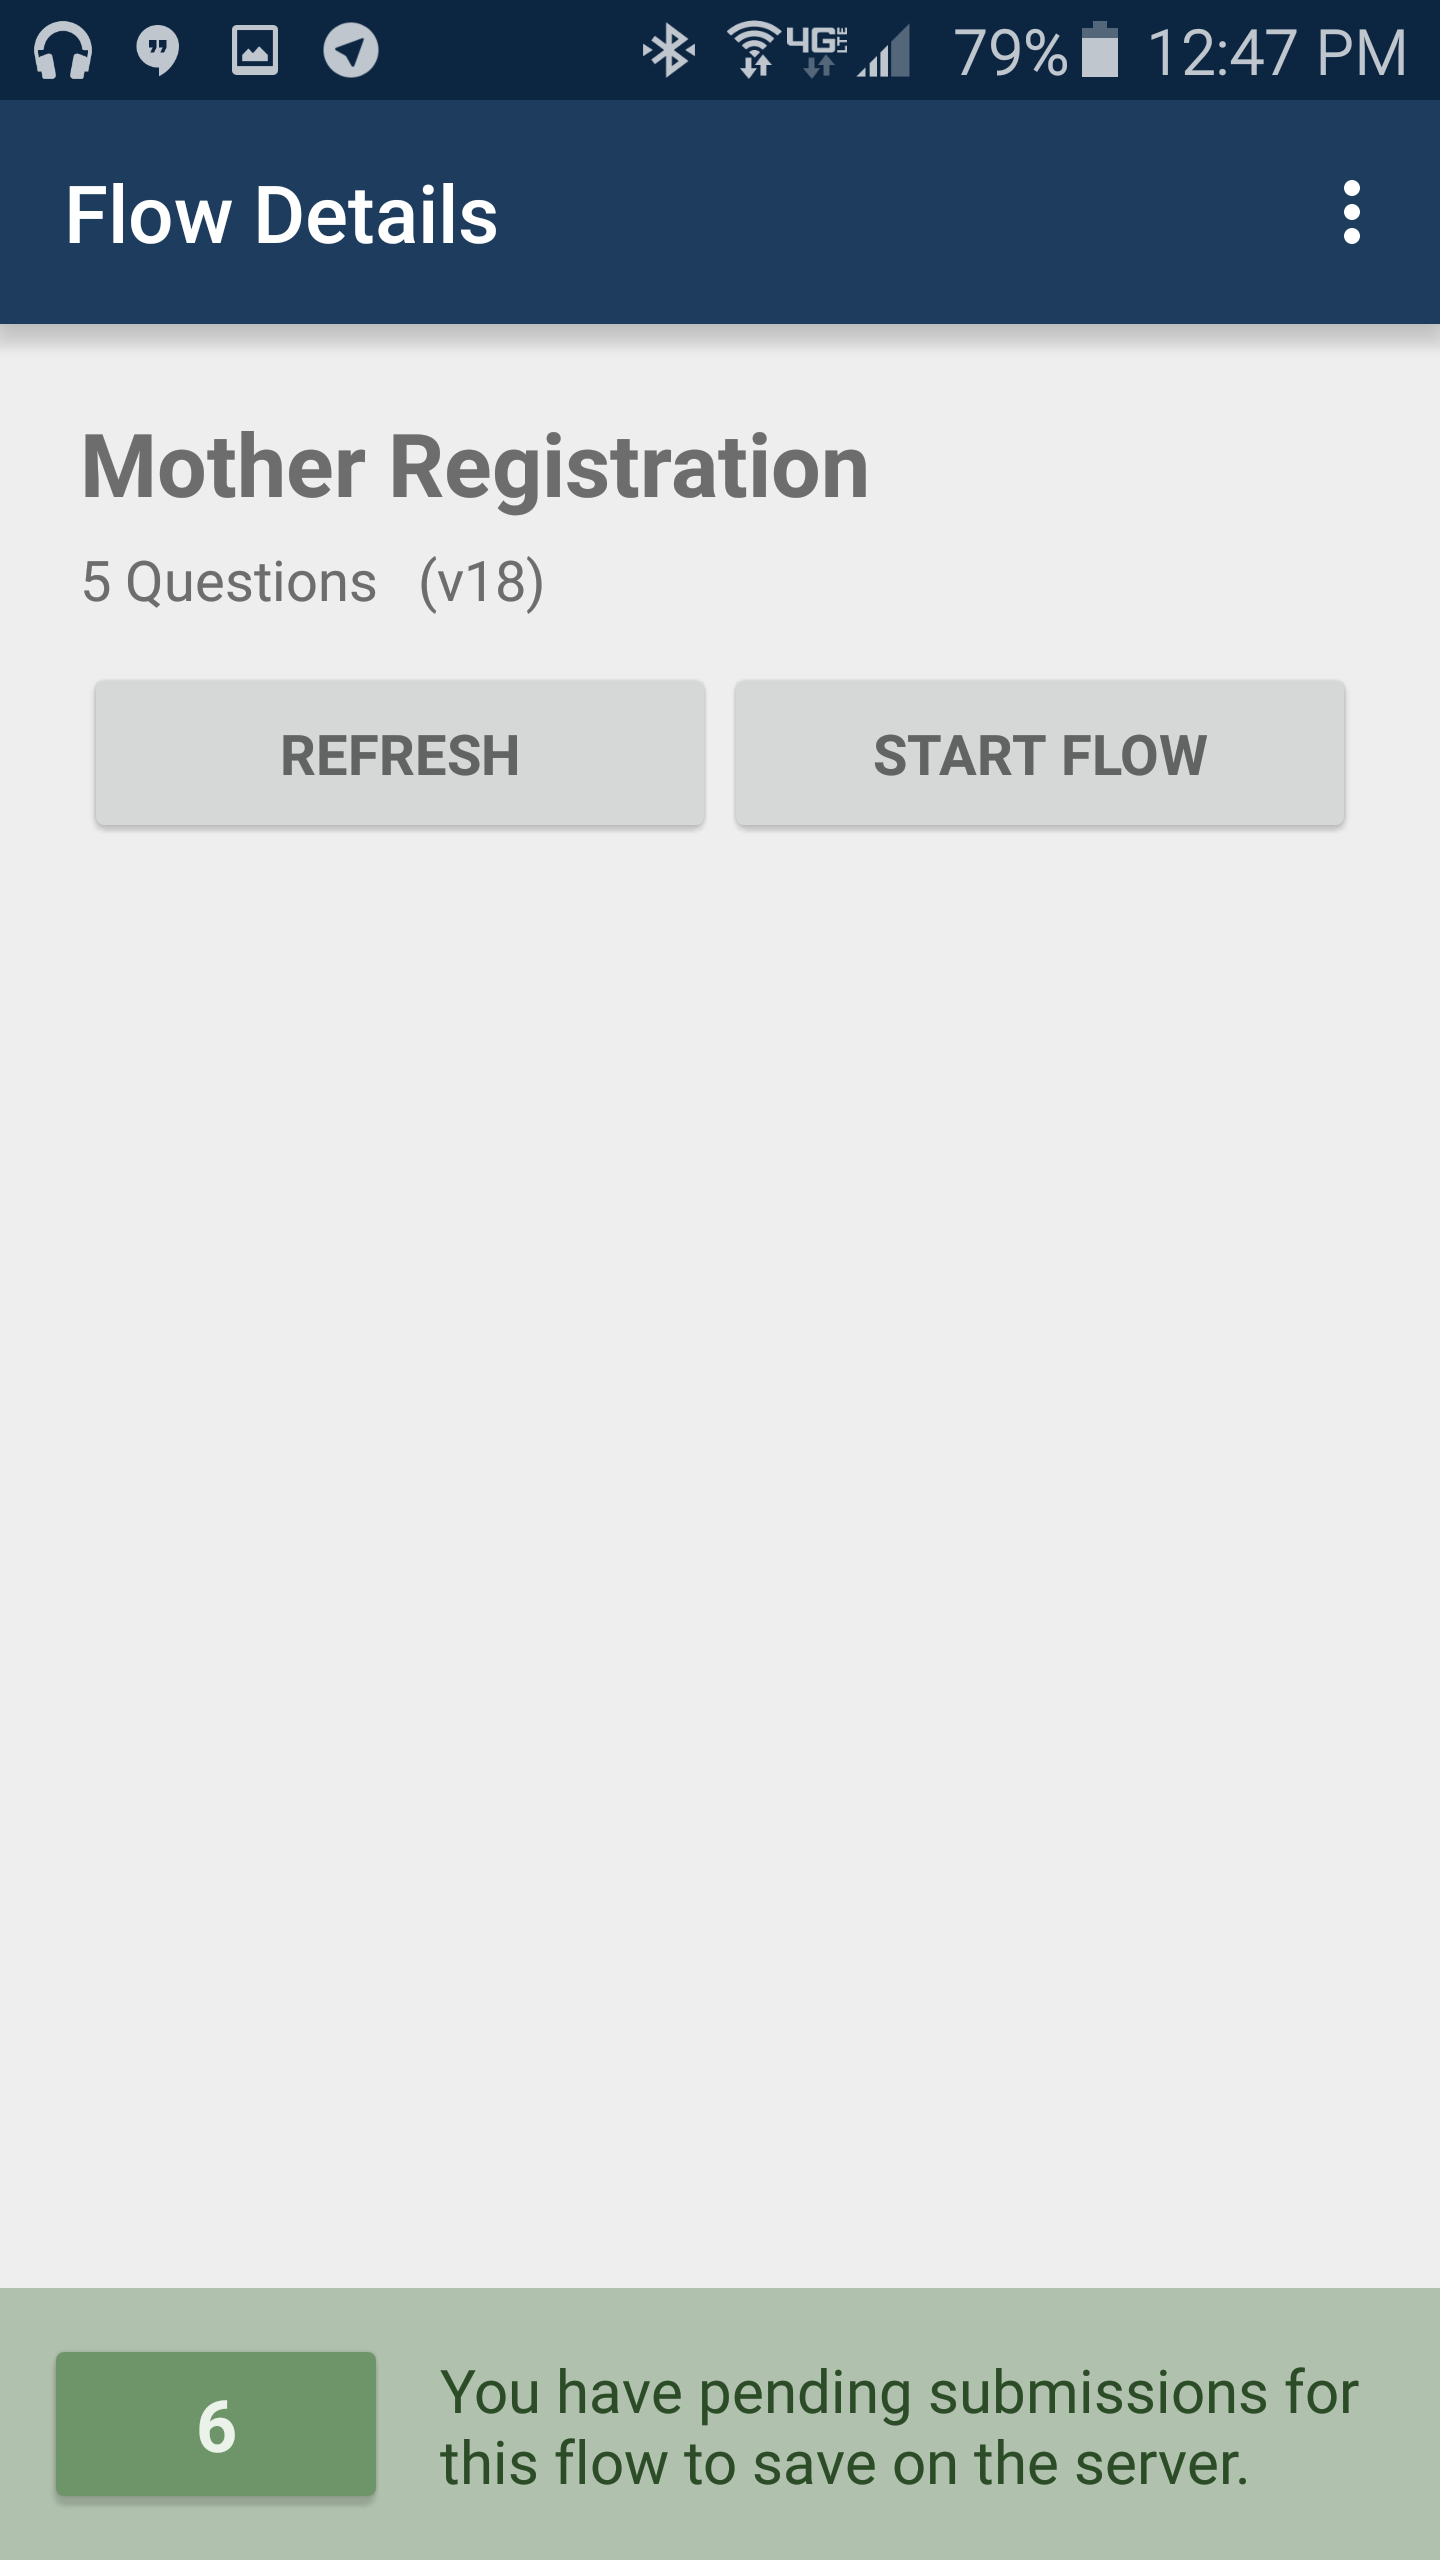 4G LTE 79% 12:47 PM
Flow Details
Mother Registration
5 Questions (v18)
REFRESH START FLOW
6
You have pending submissions for
this flow to save on the server.